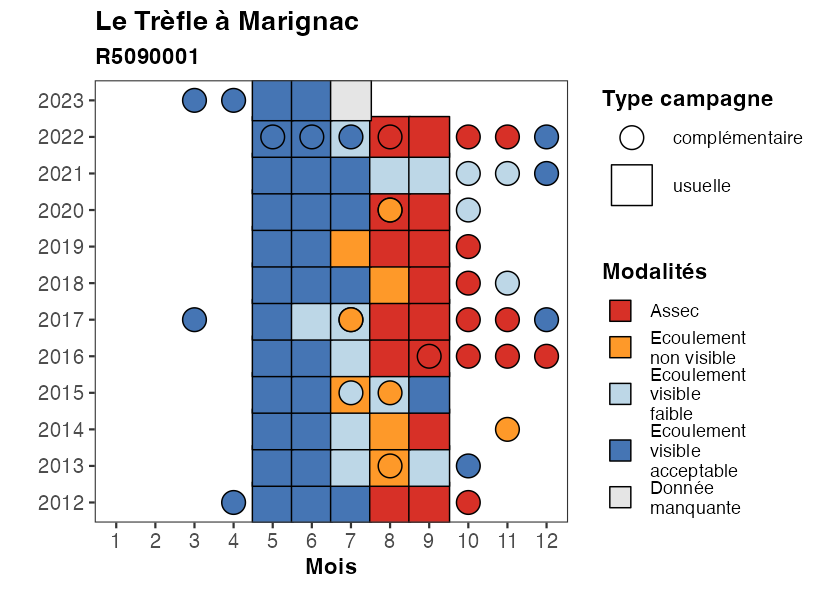 Le Trèfle à Marignac
R5090001
2023
2022
2021
2020
2019
2018
2017
2016
2015
2014
2013
2012
1 2 3 4 5 6 7 8 9 10 11 12
Mois
Type campagne
complémentaire
usuelle
Modalités
Assec
Ecoulement
non visible
Ecoulement
visible
faible
Ecoulement
visible
acceptable
Donnée
manquante